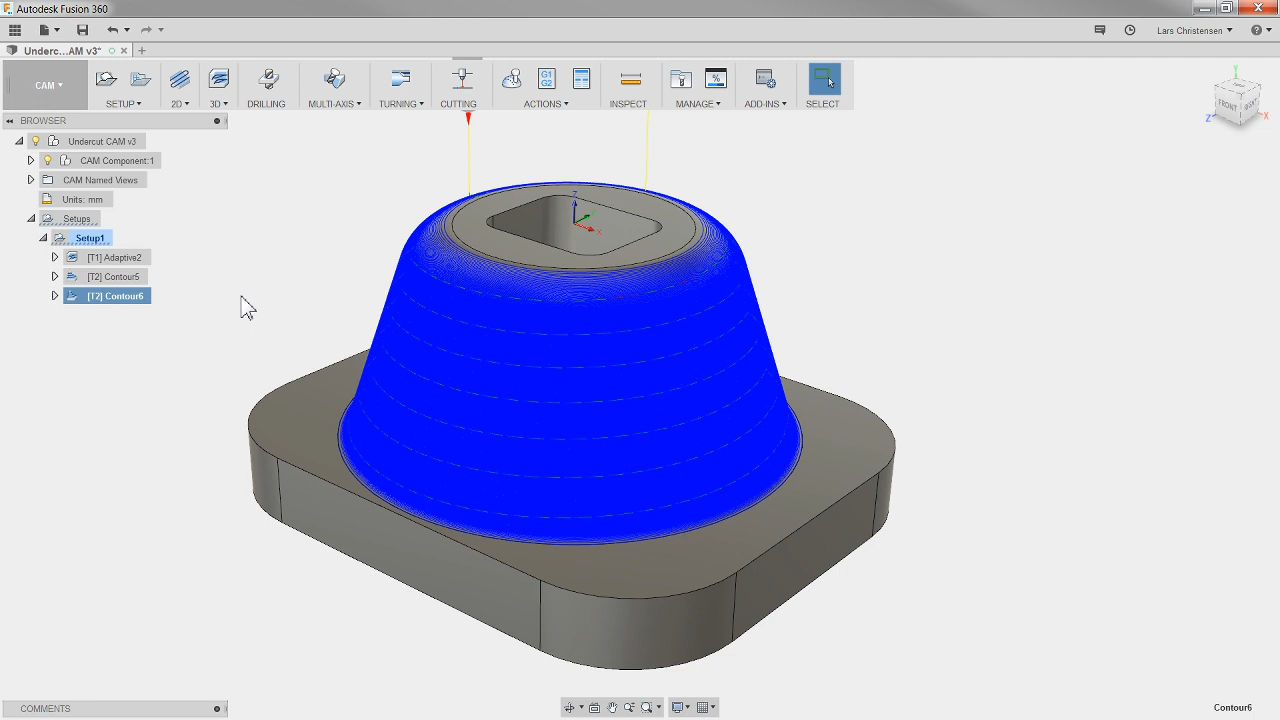 Autodesk Fusion 360
Lars Christensen
Underc...AM v3*
CAM
G1
G2
%
SETUP
2D
3D
DRILLING
MULTI-AXIS
TURNING
CUTTING
ACTIONS
INSPECT
MANAGE
ADD-INS
SELECT
BROWSER
Undercut CAM v3
CAM Component:1
CAM Named Views
Units: mm
Setups
Setup1
[T1] Adaptive2
[T2] Contour5
[T2] Contour6
Y
FRONT
Z
X
Z
X
COMMENTS
Contour6